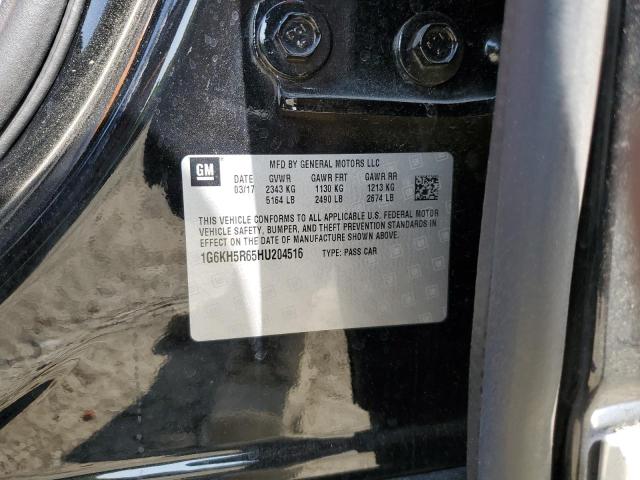 GM
MFD BY GENERAL MOTORS LLC
DATE GVWR GAWR FRT GAWR RR
03/17 2343 KG 1130 KG 1213 KG
5164 LB 2490 LB 2674 LB
THIS VEHICLE CONFORMS TO ALL APPLICABLE U.S. FEDERAL MOTOR
VEHICLE SAFETY, BUMPER, AND THEFT PREVENTION STANDARDS
IN EFFECT ON THE DATE OF MANUFACTURE SHOWN ABOVE.
1G6KH5R65HU204516 TYPE: PASS CAR